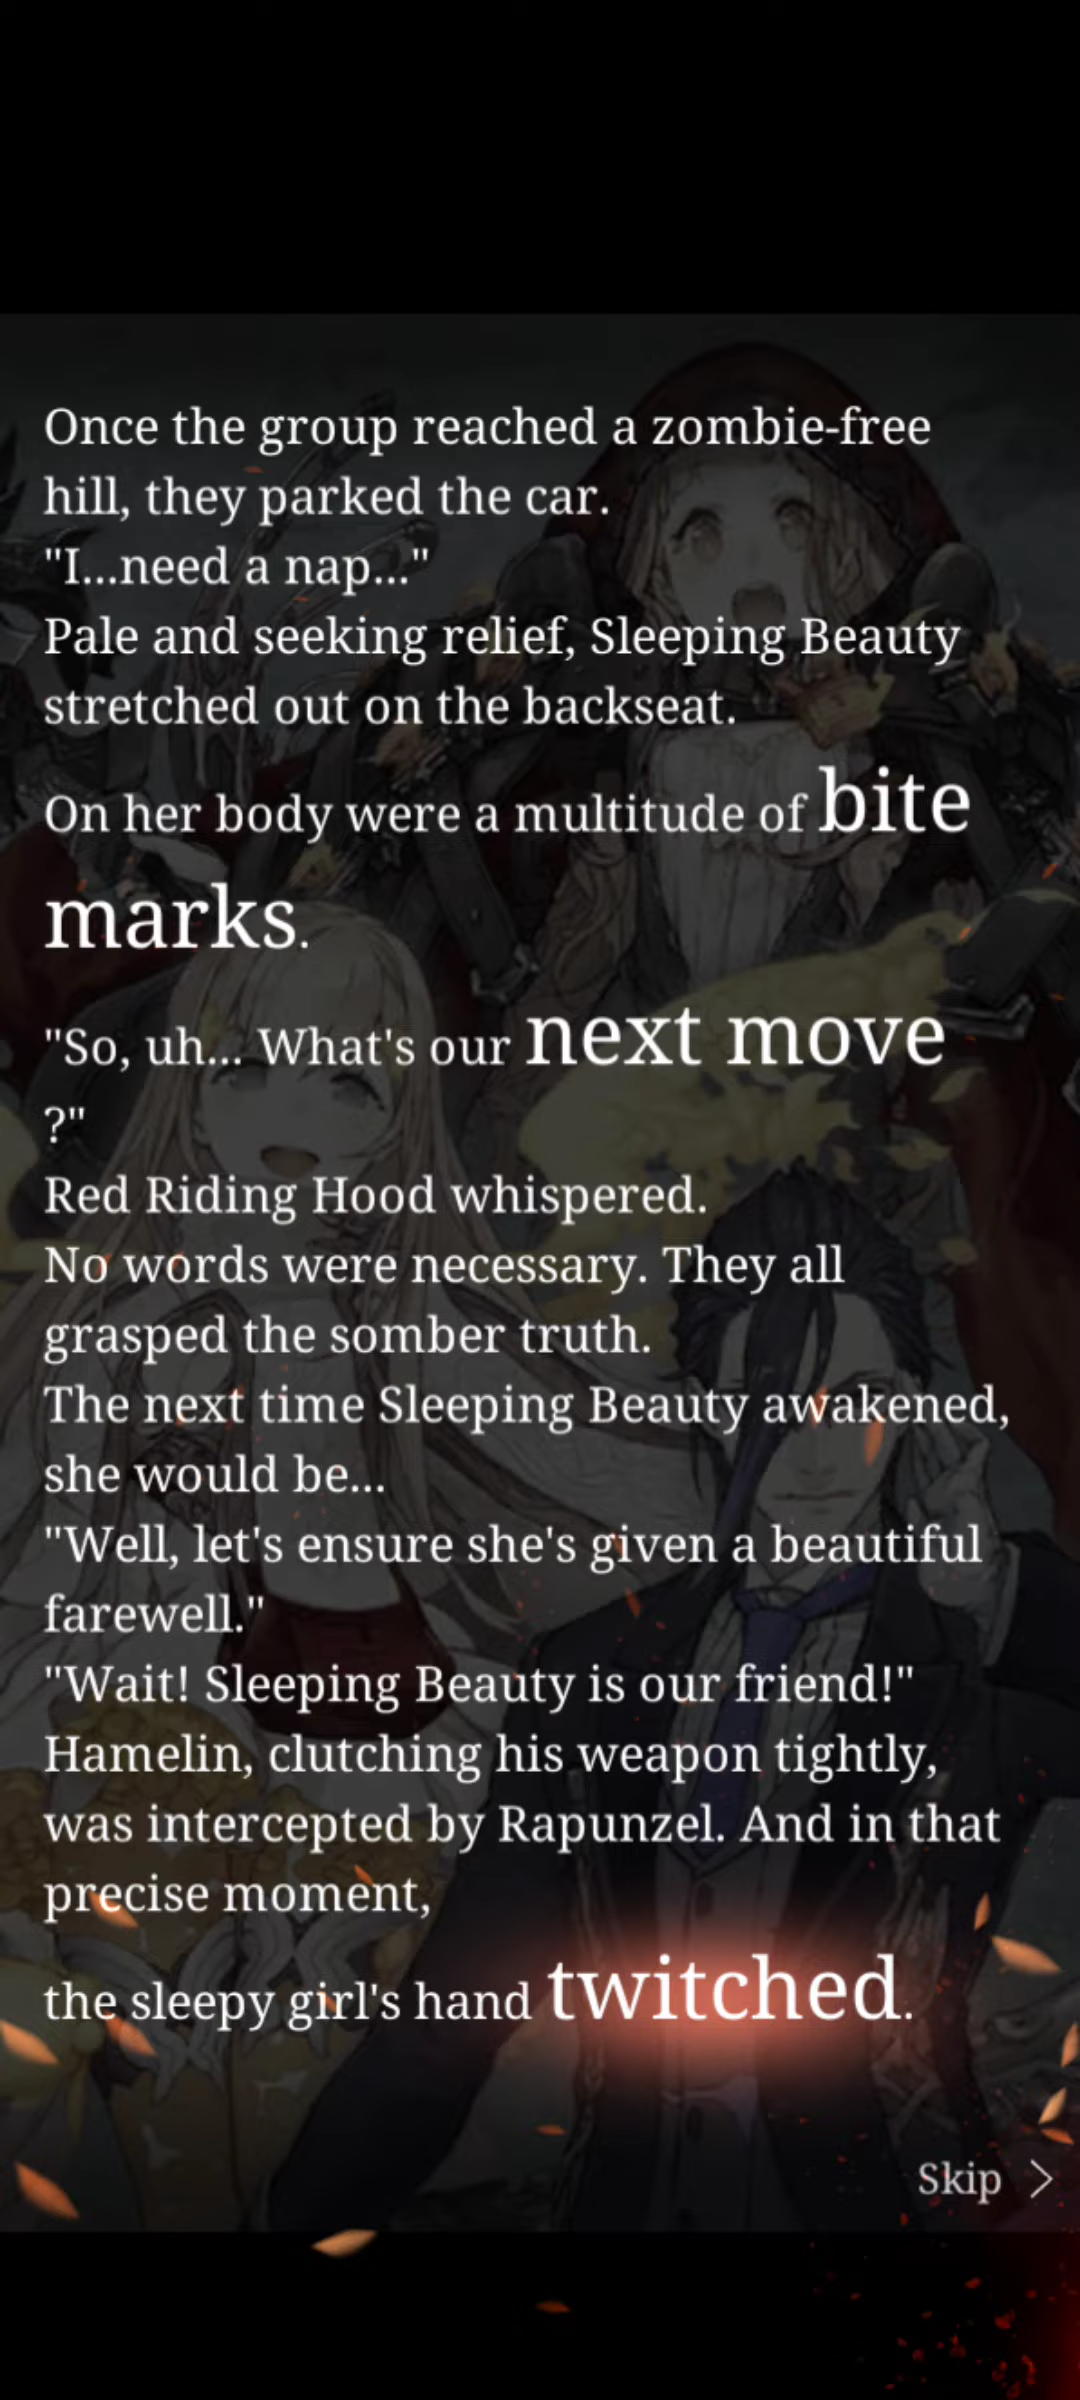 Once the group reached a zombie-free
hill, they parked the car.
"I...need a nap..."
Pale and seeking relief, Sleeping Beauty
stretched out on the backseat.
On her body were a multitude of bite
marks.
"So, uh... What's our next move
?"
Red Riding Hood whispered.
No words were necessary. They all
grasped the somber truth.
The next time Sleeping Beauty awakened,
she would be...
"Well, let's ensure she's given a beautiful
farewell."
"Wait! Sleeping Beauty is our friend!"
Hamelin, clutching his weapon tightly,
was intercepted by Rapunzel. And in that
precise moment,
the sleepy girl's hand twitched.
Skip >